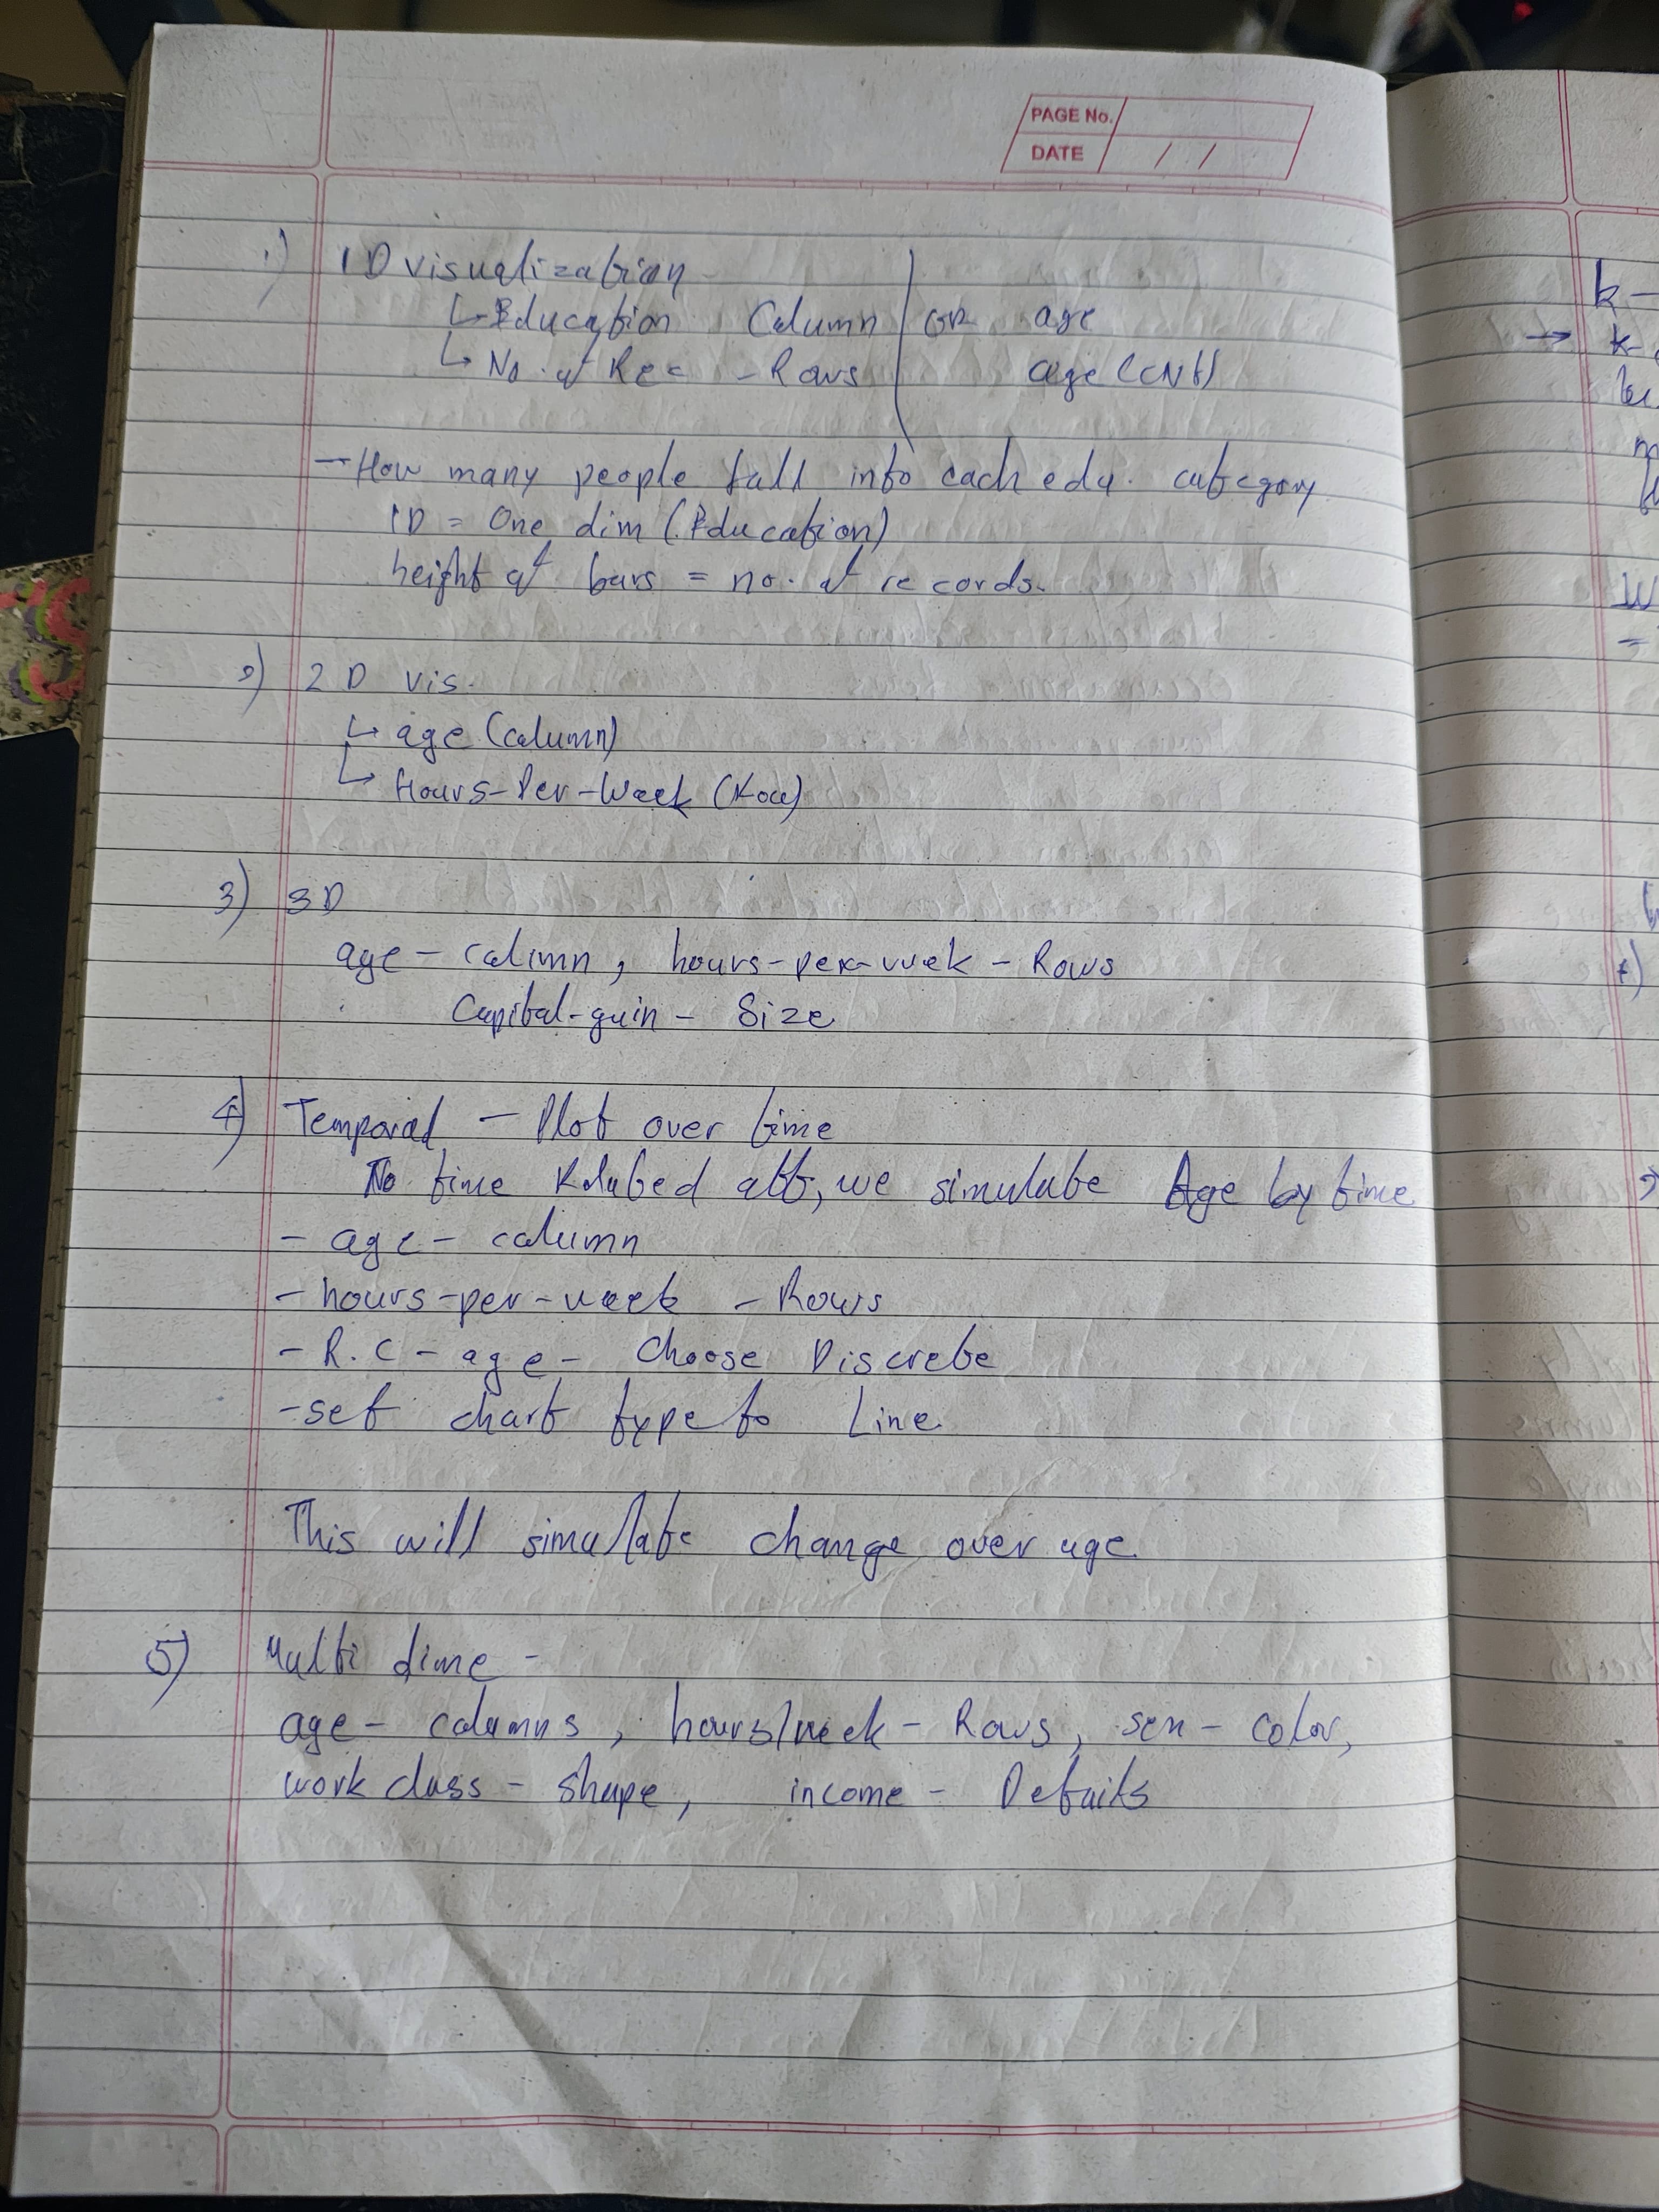 PAGE No.
DATE / /
1) 1D visualization
↳ Education Column | or age
↳ No. of Rec - Rows | age (cnt)
- How many people fall into each edu. category
1D = One dim (Education)
height of bars = no. of records.
2) 2D vis.
↳ age (column)
↳ Hours-Per-Week (Row)
3) 3D
age - column, hours-per-week - Rows
Capital-gain - Size
4) Temporal - Plot over time
No time Related att, we simulate Age by time
- age - column
- hours-per-week - Rows
- R.C - age - Choose Discrete
- set chart type to Line
This will simulate change over age
5) Multi dime -
age - columns, hours/week - Rows, sex - color,
work class - shape, income - Details
k -
→ k-